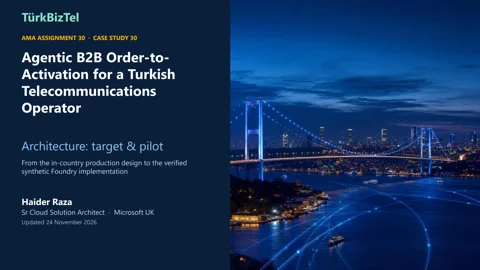 TürkBizTel
AMA ASSIGNMENT 30 · CASE STUDY 30
Agentic B2B Order-to-
Activation for a Turkish
Telecommunications
Operator
Architecture: target & pilot
From the in-country production design to the verified
synthetic Foundry implementation
Haider Raza
Sr Cloud Solution Architect · Microsoft UK
Updated 24 November 2026